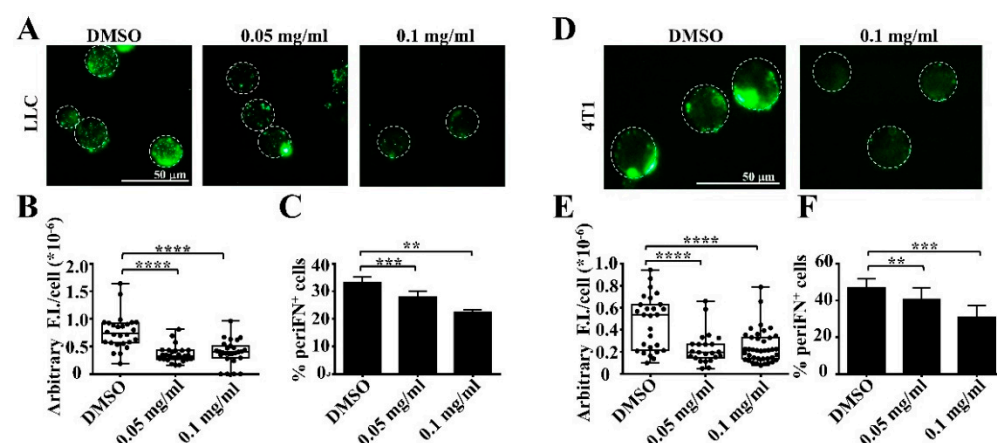 A
DMSO
0.05 mg/ml
0.1 mg/ml
LLC
50 μm
D
DMSO
0.1 mg/ml
4T1
50 μm
B
Arbitrary F.I./cell (*10-6)
2.0
1.5
1.0
0.5
0
****
****
DMSO
0.05 mg/ml
0.1 mg/ml
C
% periFN+ cells
40
30
20
10
0
**
***
DMSO
0.05 mg/ml
0.1 mg/ml
E
Arbitrary F.I./cell (*10-6)
1.0
0.8
0.6
0.4
0.2
0
****
****
DMSO
0.05 mg/ml
0.1 mg/ml
F
% periFN+ cells
60
40
20
0
***
**
DMSO
0.05 mg/ml
0.1 mg/ml